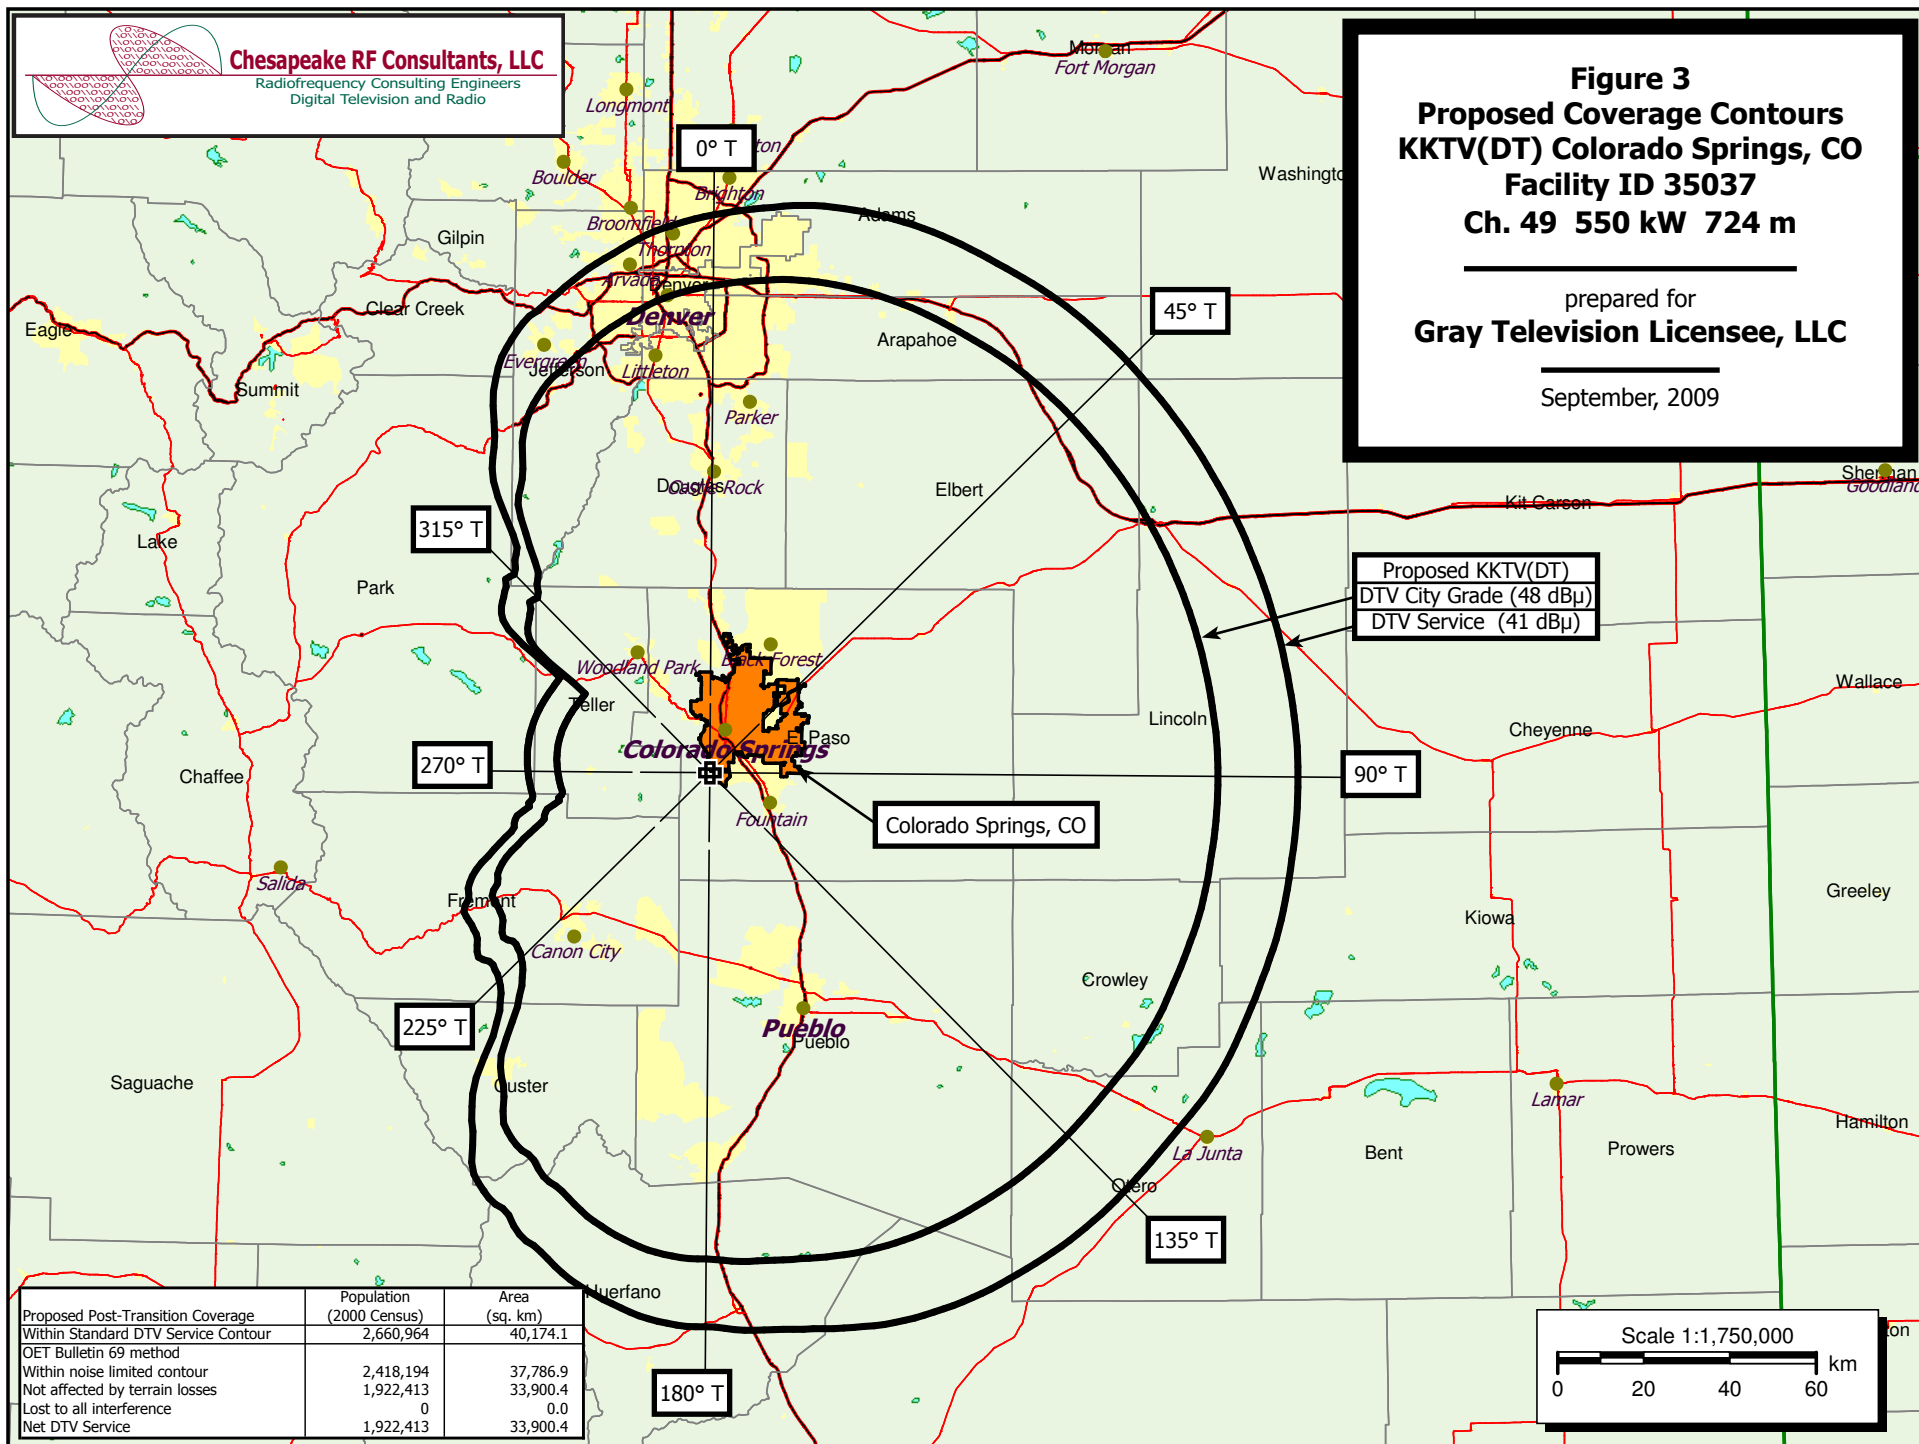 Chesapeake RF Consultants, LLC
Radiofrequency Consulting Engineers
Digital Television and Radio
Figure 3
Proposed Coverage Contours
KKTV(DT) Colorado Springs, CO
Facility ID 35037
Ch. 49 550 kW 724 m
prepared for
Gray Television Licensee, LLC
September, 2009
Morgan
Fort Morgan
Longmont
0° T
Boulder
Brighton
Washington
Adams
Broomfield
Gilpin
Thornton
Arvada
Denver
Clear Creek
45° T
Denver
Eagle
Arapahoe
Evergreen
Jefferson
Littleton
Summit
Parker
Sherman
Goodland
Douglas
Castle Rock
Elbert
Kit Carson
315° T
Lake
Park
Proposed KKTV(DT)
DTV City Grade (48 dBµ)
DTV Service (41 dBµ)
Woodland Park
Black Forest
Teller
Wallace
Lincoln
Cheyenne
El Paso
Colorado Springs
270° T
90° T
Chaffee
Fountain
Colorado Springs, CO
Salida
Fremont
Greeley
Kiowa
Canon City
Crowley
225° T
Pueblo
Pueblo
Saguache
Custer
Lamar
Hamilton
La Junta
Bent
Prowers
Otero
135° T
Huerfano
Proposed Post-Transition Coverage Population (2000 Census) Area (sq. km)
Within Standard DTV Service Contour 2,660,964 40,174.1
OET Bulletin 69 method
Within noise limited contour 2,418,194 37,786.9
Not affected by terrain losses 1,922,413 33,900.4
Lost to all interference 0 0.0
Net DTV Service 1,922,413 33,900.4
180° T
Scale 1:1,750,000
km
0 20 40 60